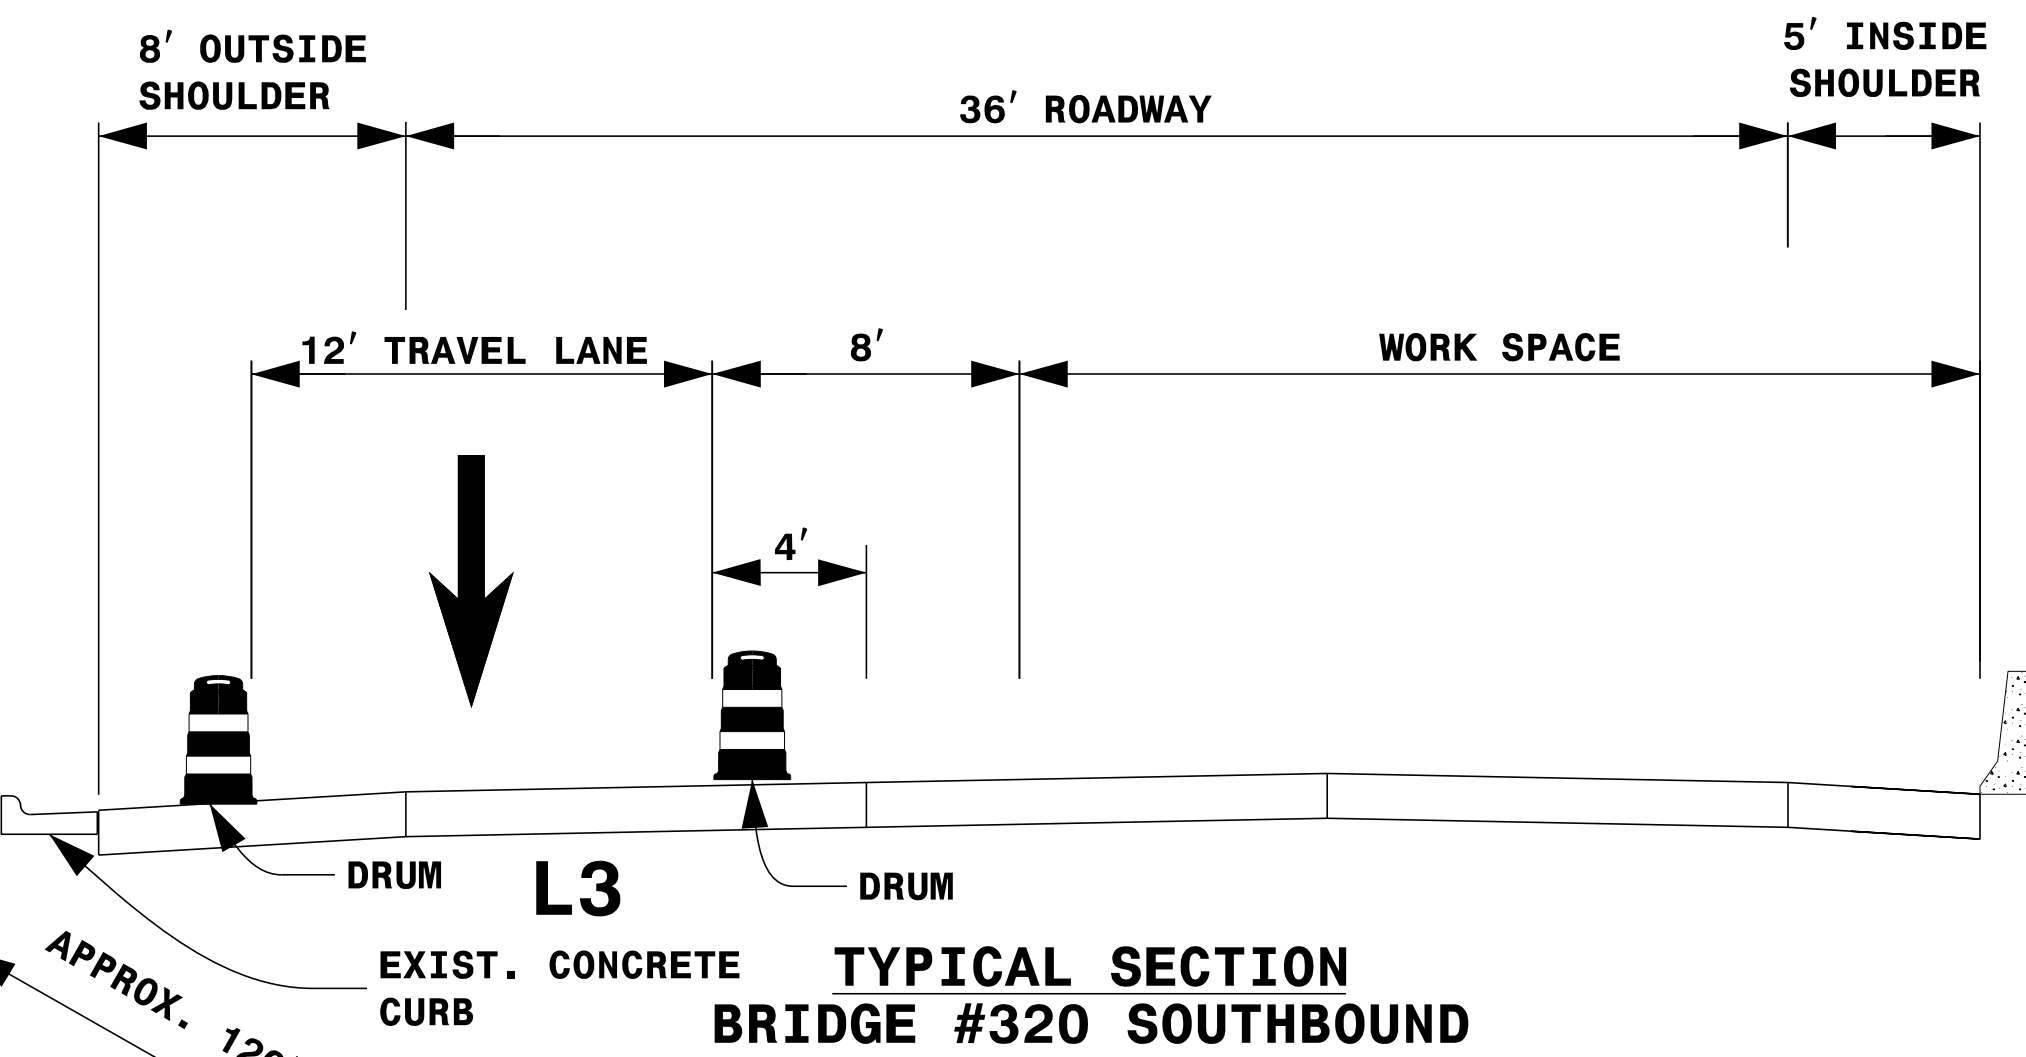 8' OUTSIDE
SHOULDER
36' ROADWAY
5' INSIDE
SHOULDER
12' TRAVEL LANE
8'
WORK SPACE
4'
DRUM
L3
DRUM
EXIST. CONCRETE
CURB
TYPICAL SECTION
BRIDGE #320 SOUTHBOUND
APPROX.